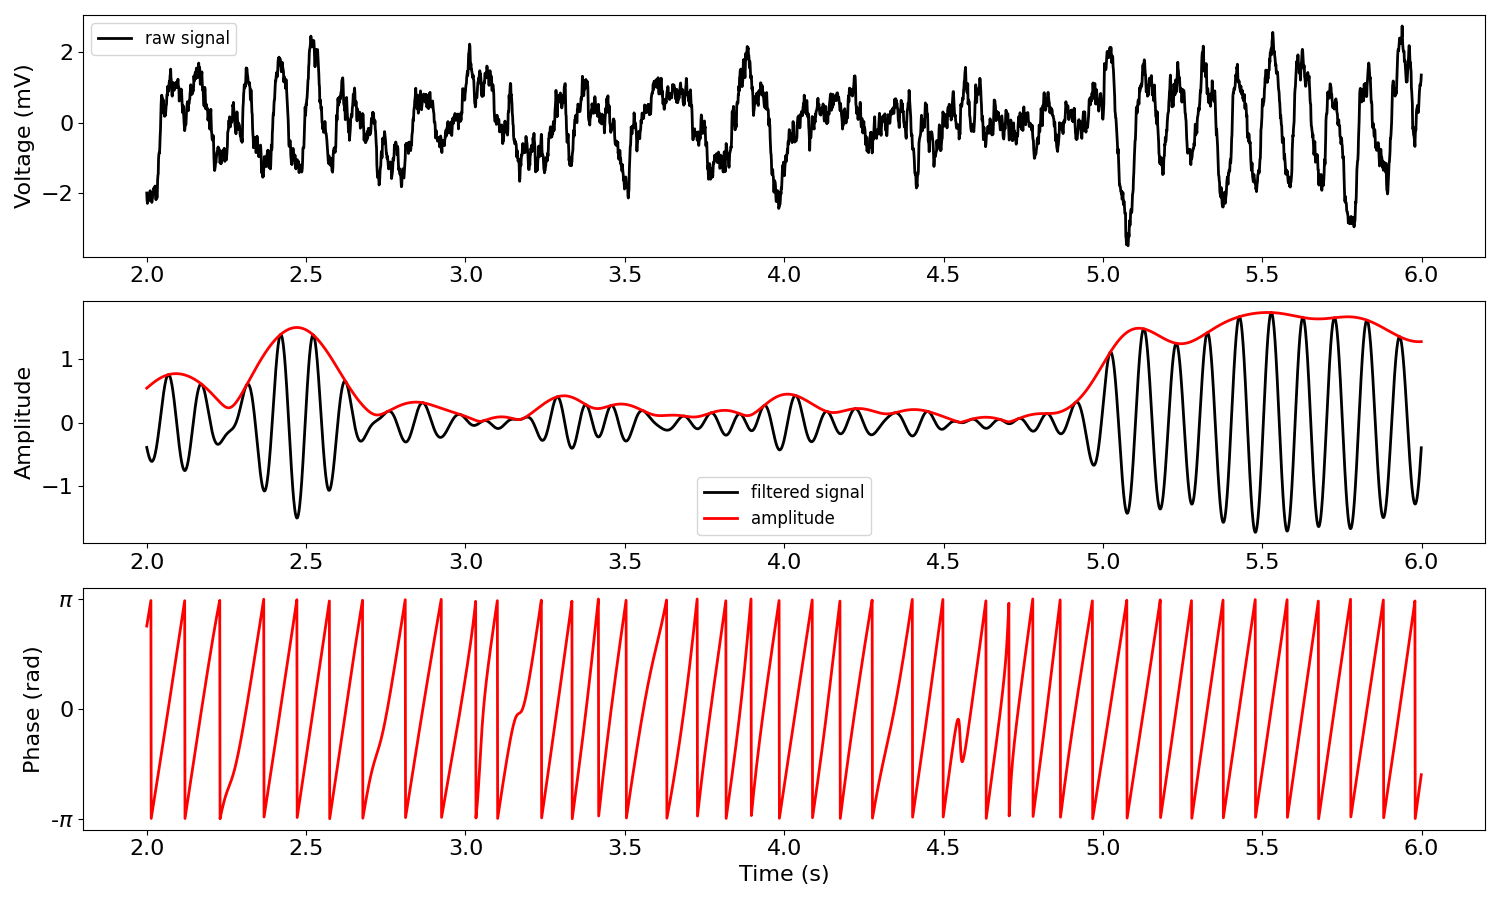 raw signal
Voltage (mV)
2
0
−2
2.0 2.5 3.0 3.5 4.0 4.5 5.0 5.5 6.0
Amplitude
1
0
−1
filtered signal
amplitude
2.0 2.5 3.0 3.5 4.0 4.5 5.0 5.5 6.0
Phase (rad)
π
0
-π
2.0 2.5 3.0 3.5 4.0 4.5 5.0 5.5 6.0
Time (s)